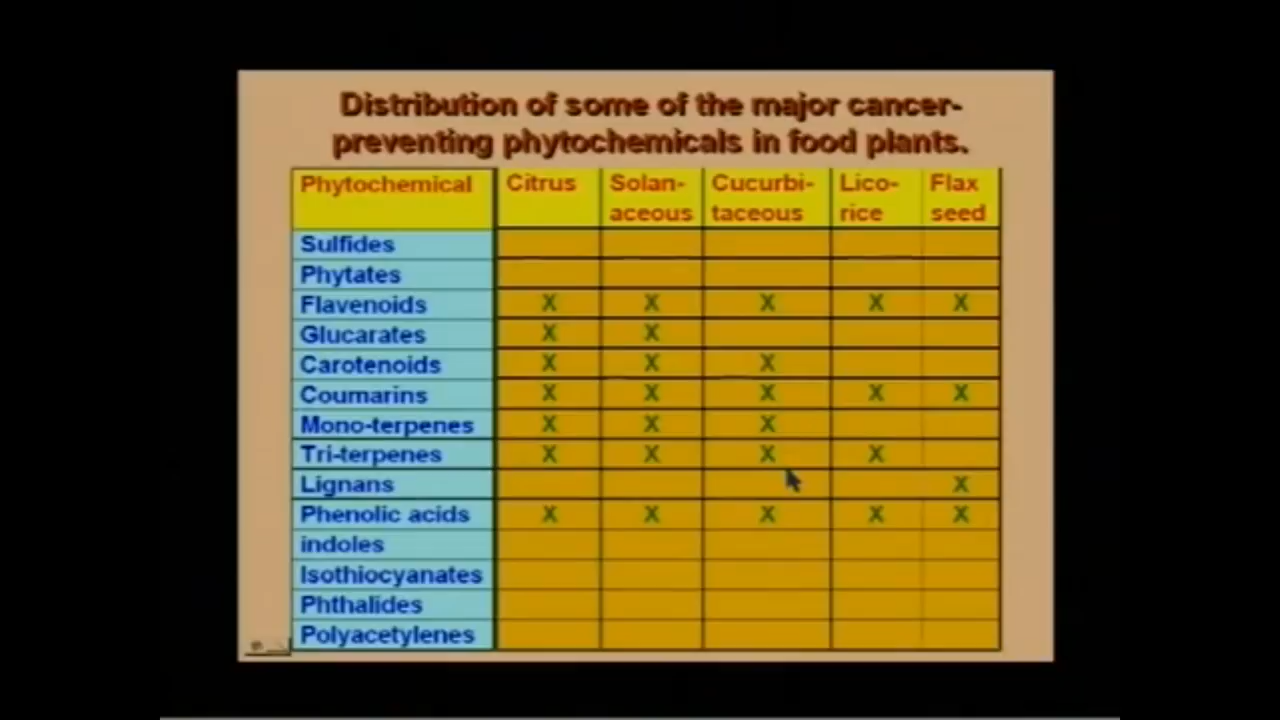 Distribution of some of the major cancer-
preventing phytochemicals in food plants.
Phytochemical Citrus Solan- Cucurbi- Lico- Flax
aceous taceous rice seed
Sulfides
Phytates
Flavenoids X X X X X
Glucarates X X
Carotenoids X X X
Coumarins X X X X X
Mono-terpenes X X X
Tri-terpenes X X X X
Lignans X
Phenolic acids X X X X X
indoles
Isothiocyanates
Phthalides
Polyacetylenes